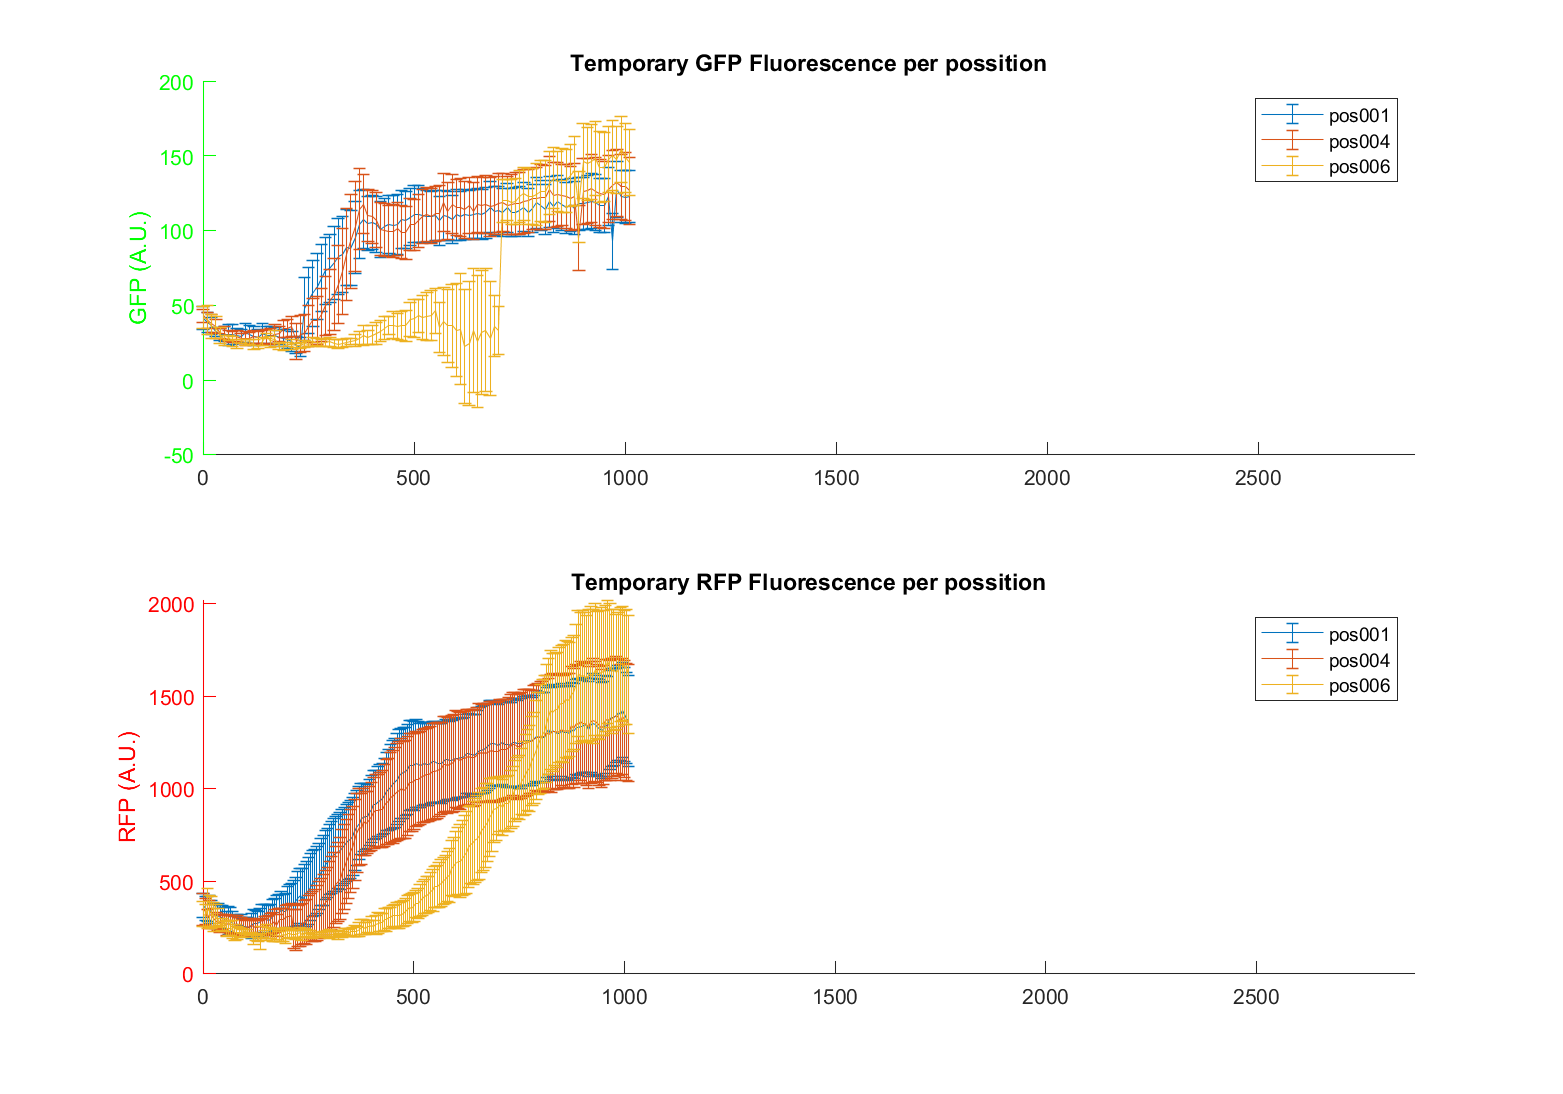 Temporary GFP Fluorescence per possition
200
150
100
50
0
-50
GFP (A.U.)
0 500 1000 1500 2000 2500
pos001
pos004
pos006
Temporary RFP Fluorescence per possition
2000
1500
1000
500
0
RFP (A.U.)
0 500 1000 1500 2000 2500
pos001
pos004
pos006